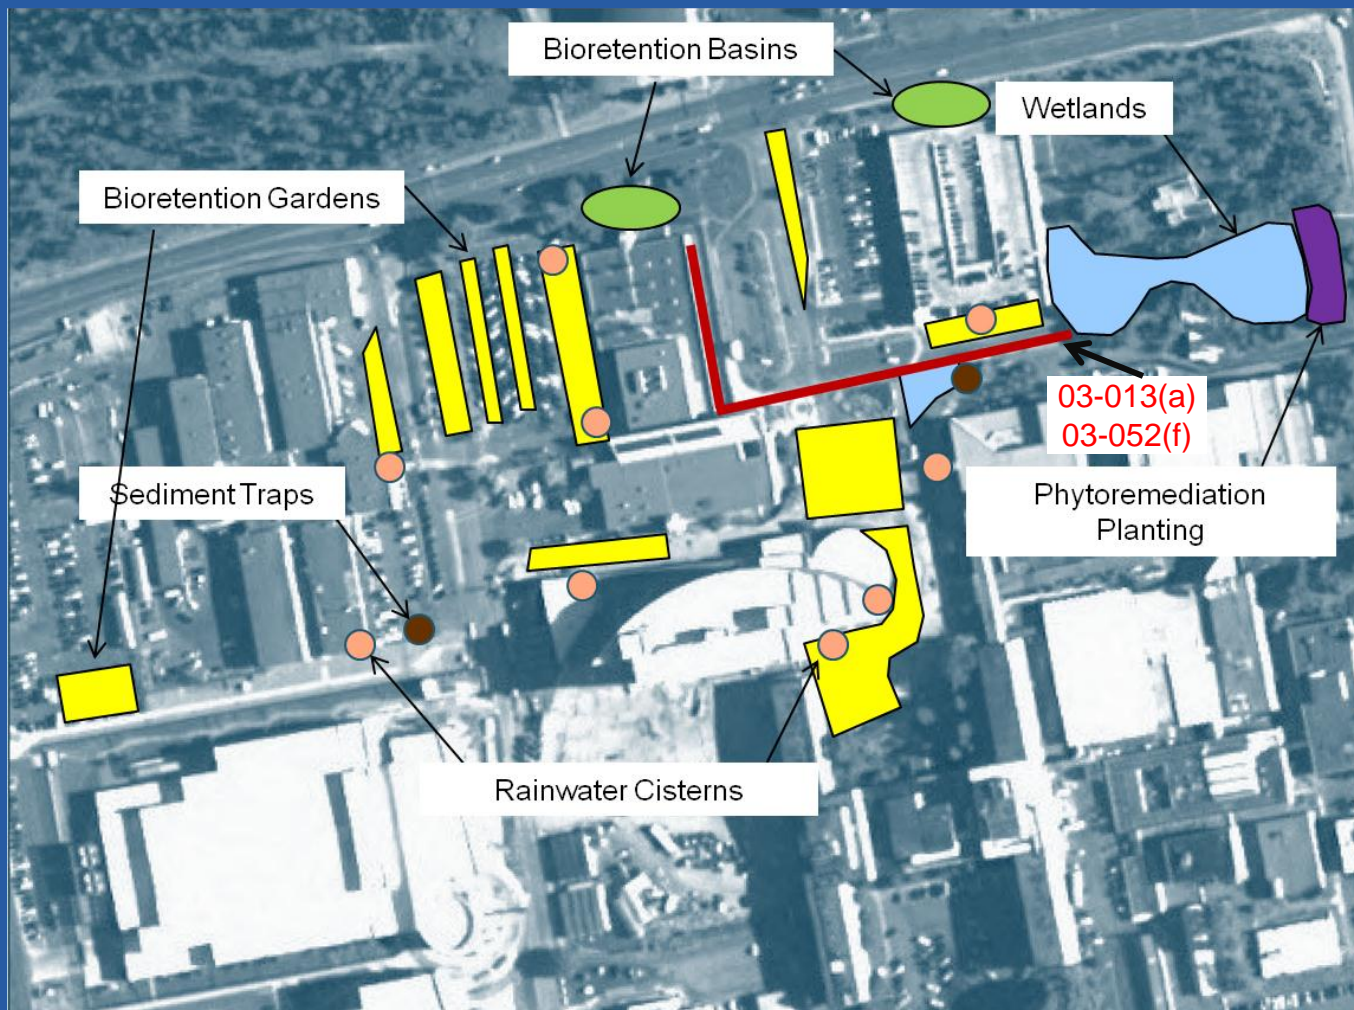 Bioretention Basins
Wetlands
Bioretention Gardens
03-013(a)
03-052(f)
Sediment Traps
Phytoremediation
Planting
Rainwater Cisterns